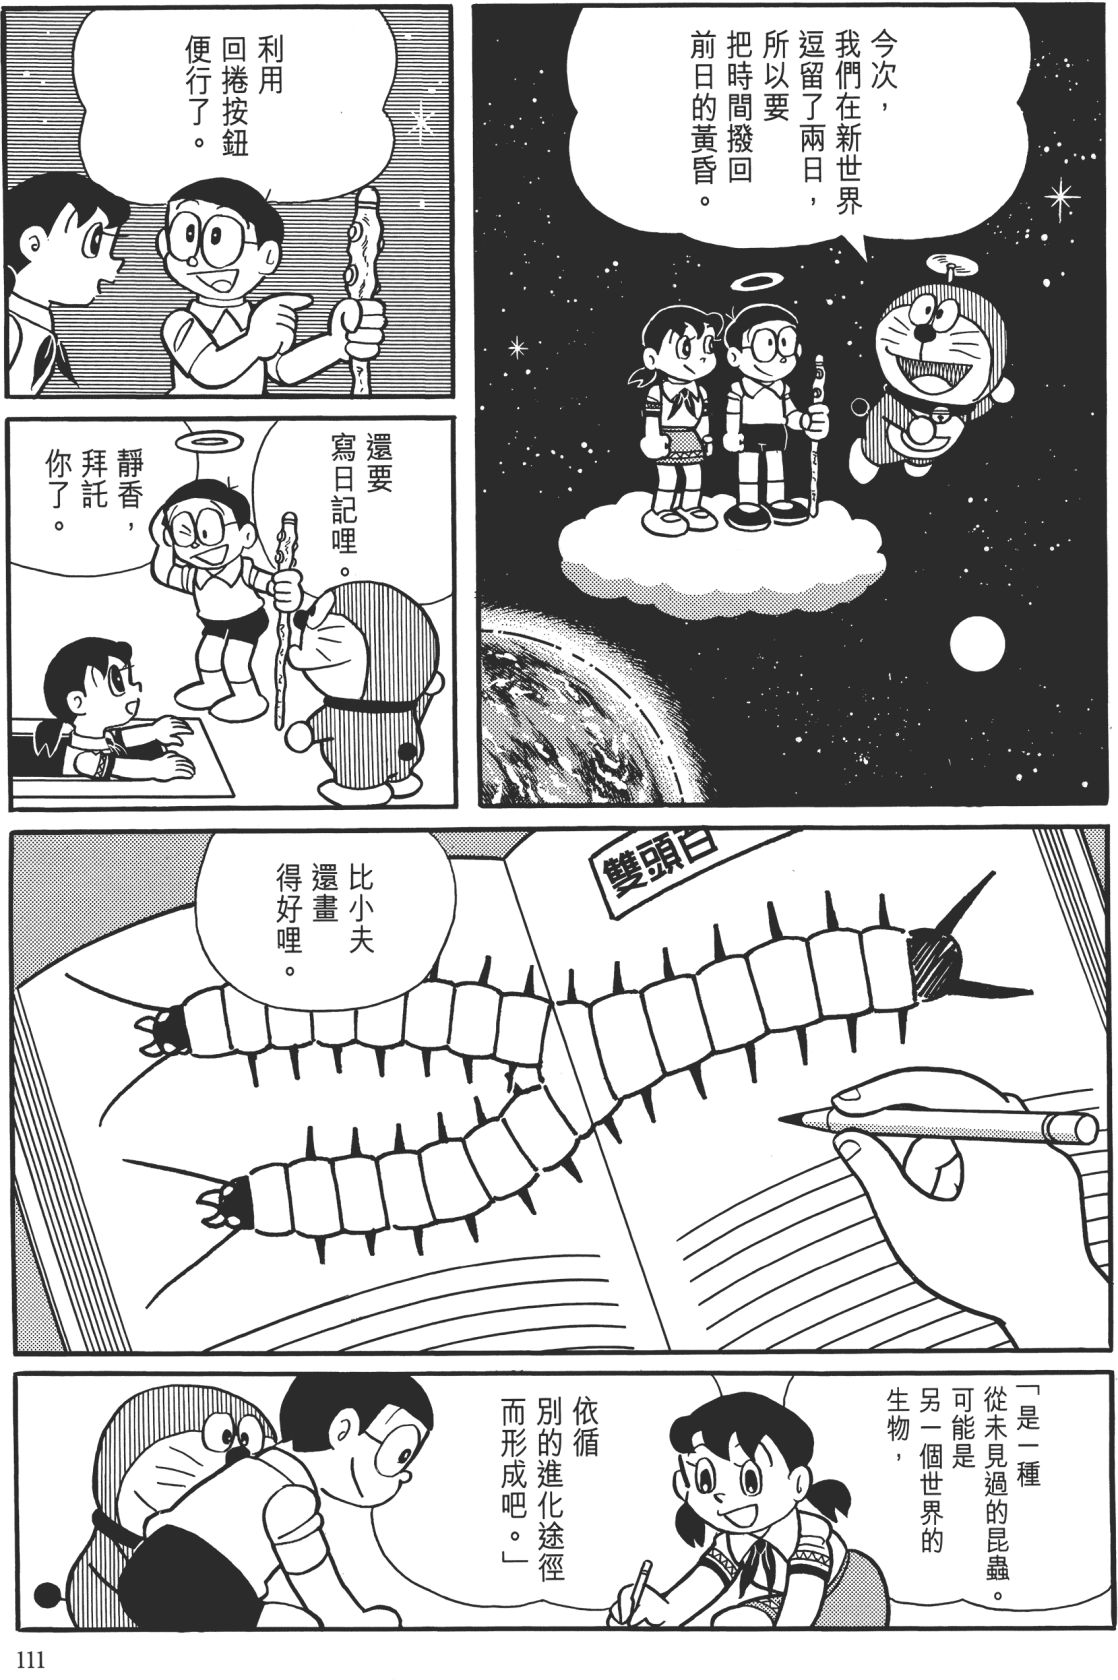 今次，
我們在新世界
逗留了兩日，
所以要
把時間撥回
前日的黃昏。
利用
回捲按鈕
便行了。
還要
寫日記哩。
靜香，
拜託
你了。
雙頭百
比小夫
還畫
得好哩。
「是一種
從未見過的昆蟲。
可能是
另一個世界的
生物，
依循
別的進化途徑
而形成吧。」
111